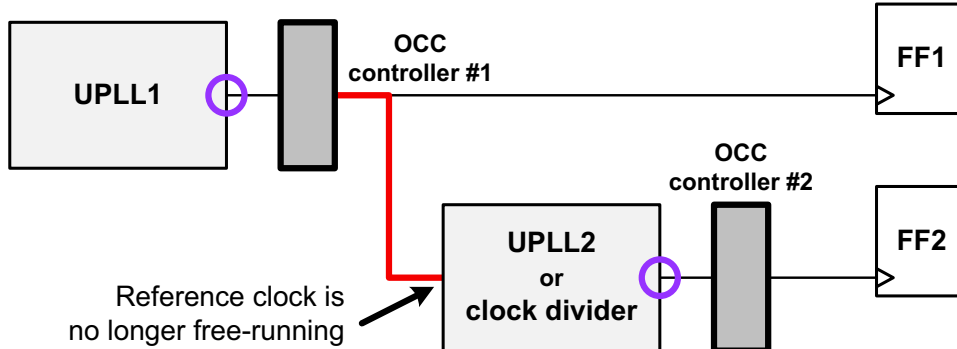 UPLL1
OCC
controller #1
FF1
OCC
controller #2
UPLL2
or
clock divider
FF2
Reference clock is
no longer free-running